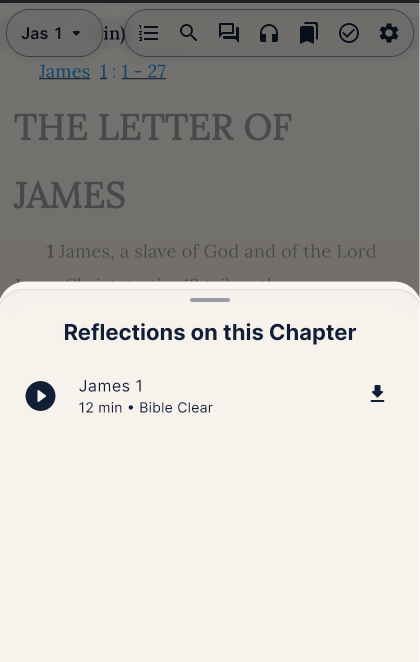 Jas 1
in)
James 1 : 1 - 27
THE LETTER OF
JAMES
1 James, a slave of God and of the Lord
Reflections on this Chapter
James 1
12 min • Bible Clear